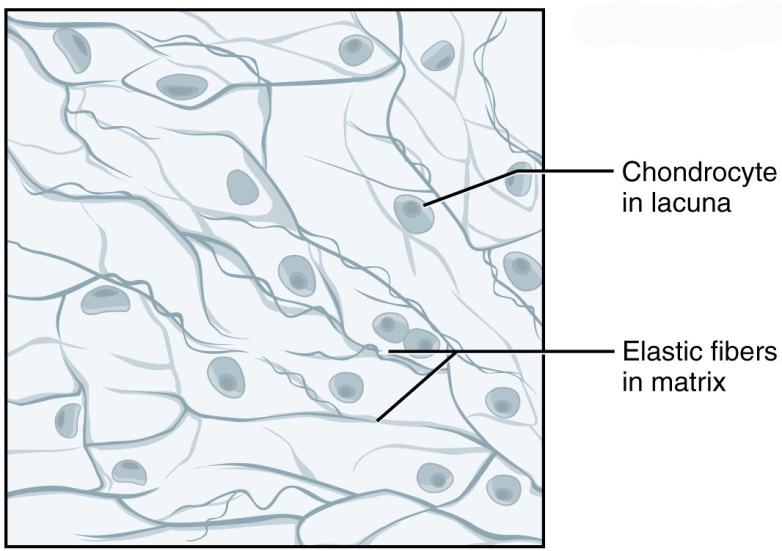 Chondrocyte
in lacuna
Elastic fibers
in matrix